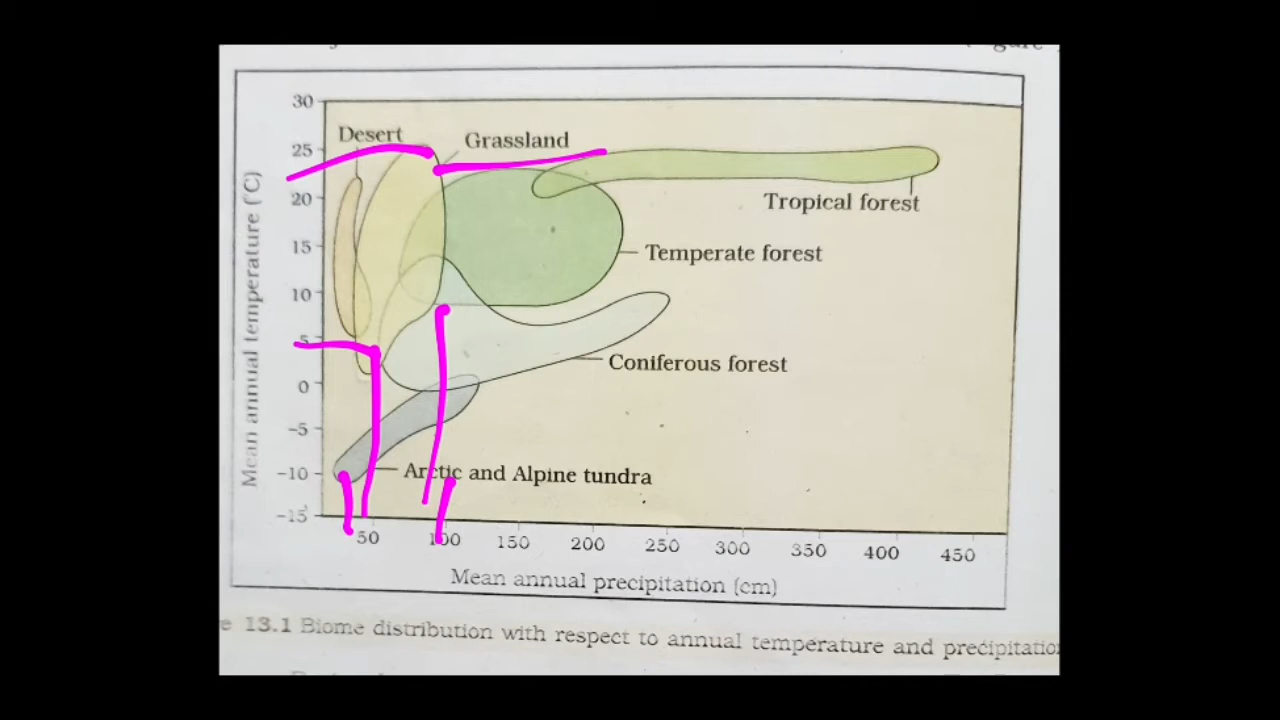 30
Desert
Grassland
25
20
Tropical forest
15
Temperate forest
10
5
Coniferous forest
0
−5
−10
Arctic and Alpine tundra
−15
50 100 150 200 250 300 350 400 450
Mean annual temperature (°C)
Mean annual precipitation (cm)
13.1 Biome distribution with respect to annual temperature and